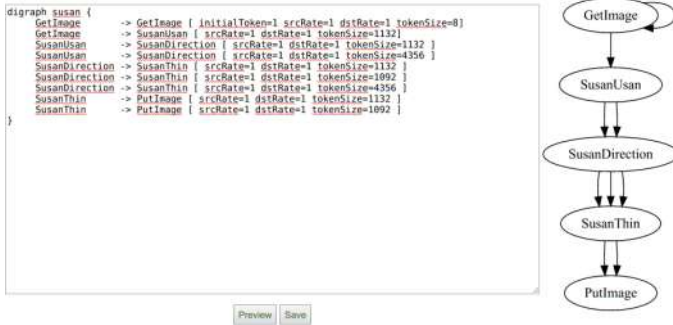 digraph susan {
GetImage -> GetImage [ initialToken=1 srcRate=1 dstRate=1 tokenSize=8]
GetImage -> SusanUsan [ srcRate=1 dstRate=1 tokenSize=1132]
SusanUsan -> SusanDirection [ srcRate=1 dstRate=1 tokenSize=1132 ]
SusanUsan -> SusanDirection [ srcRate=1 dstRate=1 tokenSize=4356 ]
SusanDirection -> SusanThin [ srcRate=1 dstRate=1 tokenSize=1132 ]
SusanDirection -> SusanThin [ srcRate=1 dstRate=1 tokenSize=1092 ]
SusanDirection -> SusanThin [ srcRate=1 dstRate=1 tokenSize=4356 ]
SusanThin -> PutImage [ srcRate=1 dstRate=1 tokenSize=1132 ]
SusanThin -> PutImage [ srcRate=1 dstRate=1 tokenSize=1092 ]
}
Preview Save
GetImage
SusanUsan
SusanDirection
SusanThin
PutImage